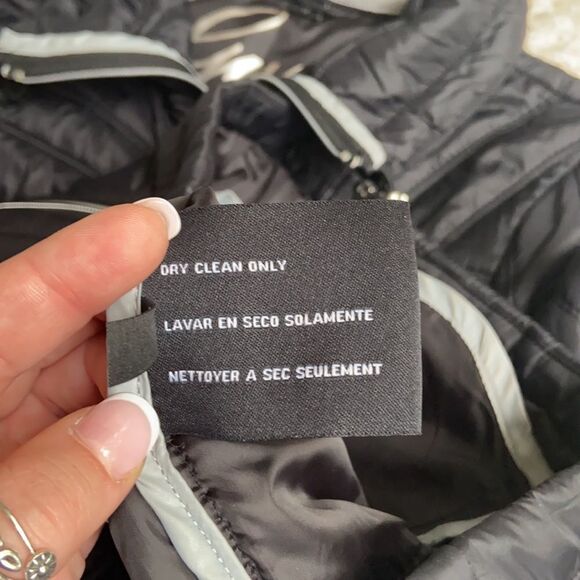 DRY CLEAN ONLY
LAVAR EN SECO SOLAMENTE
NETTOYER A SEC SEULEMENT